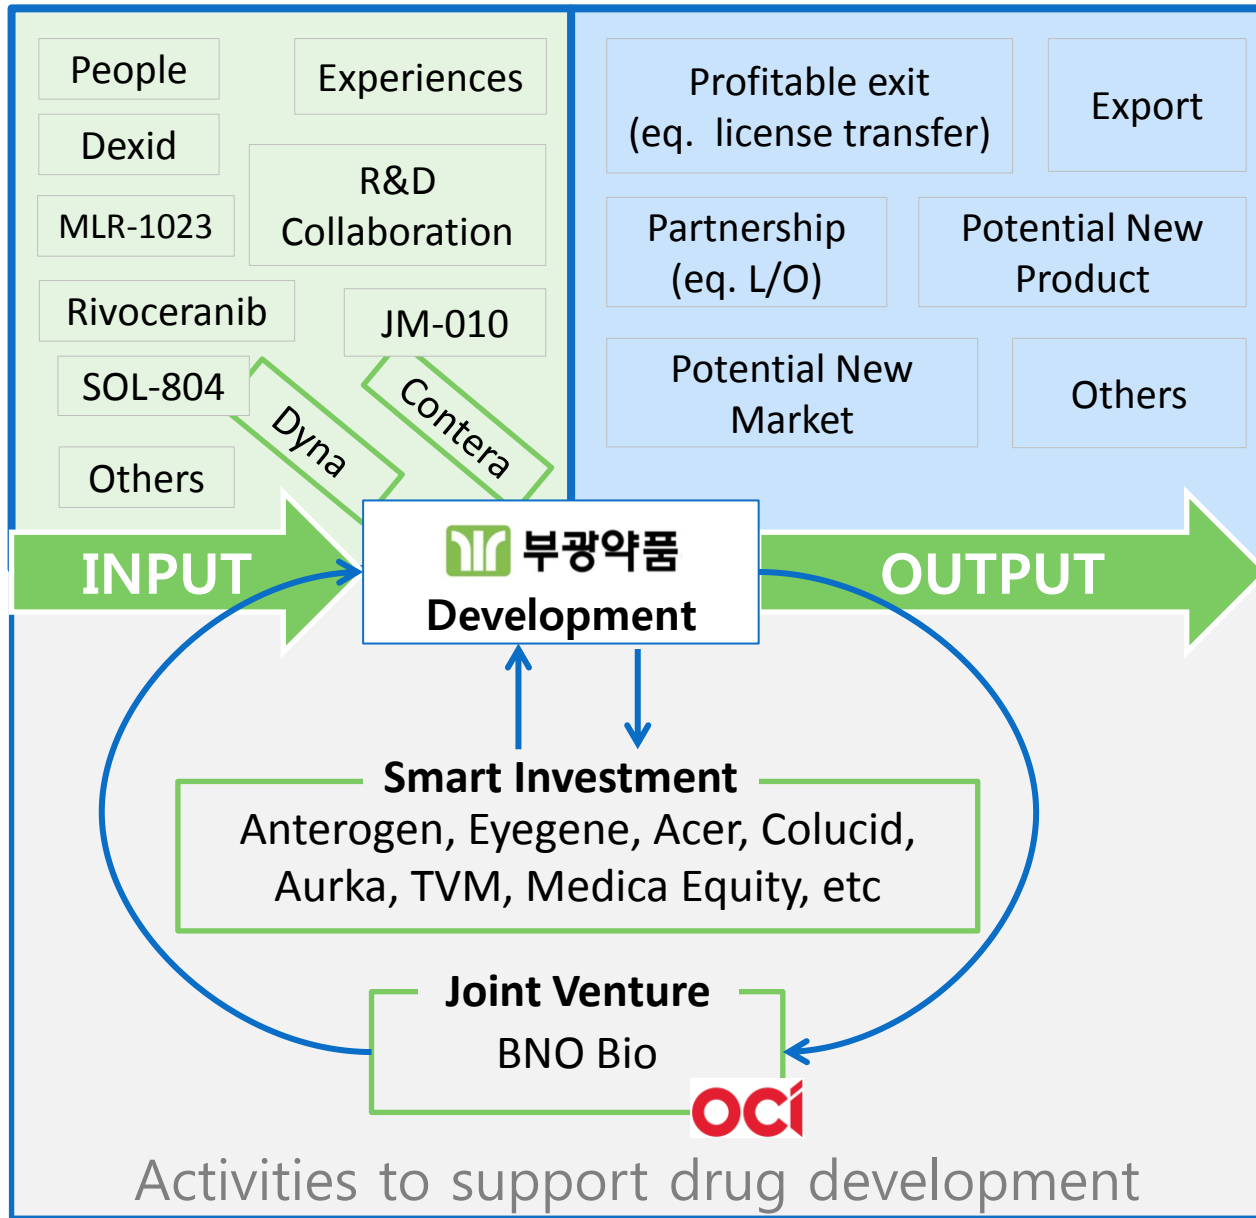 People
Experiences
Dexid
R&D
Collaboration
MLR-1023
Rivoceranib
JM-010
SOL-804
Dyna
Contera
Others
Profitable exit
(eq. license transfer)
Export
Partnership
(eq. L/O)
Potential New
Product
Potential New
Market
Others
INPUT
부광약품
Development
OUTPUT
Smart Investment
Anterogen, Eyegene, Acer, Colucid,
Aurka, TVM, Medica Equity, etc
Joint Venture
BNO Bio
OCI
Activities to support drug development